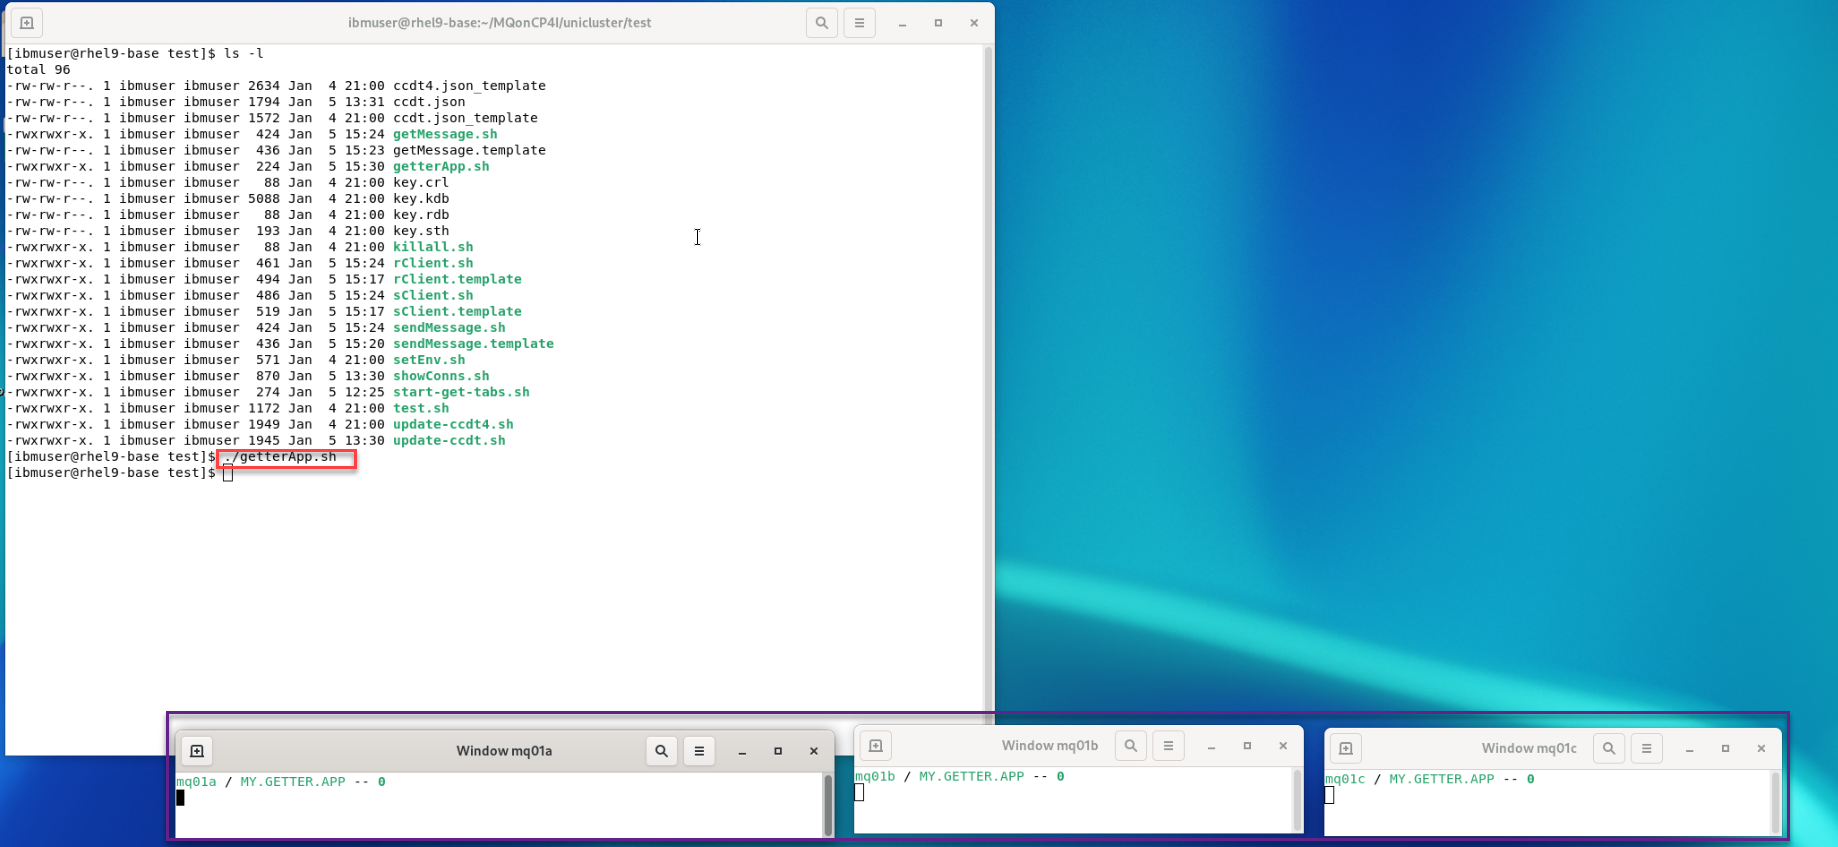 ibmuser@rhel9-base:~/MQonCP4I/unicluster/test
[ibmuser@rhel9-base test]$ ls -l
total 96
-rw-rw-r--. 1 ibmuser ibmuser 2634 Jan  4 21:00 ccdt4.json_template
-rw-rw-r--. 1 ibmuser ibmuser 1794 Jan  5 13:31 ccdt.json
-rw-rw-r--. 1 ibmuser ibmuser 1572 Jan  4 21:00 ccdt.json_template
-rwxrwxr-x. 1 ibmuser ibmuser  424 Jan  5 15:24 getMessage.sh
-rw-rw-r--. 1 ibmuser ibmuser  436 Jan  5 15:23 getMessage.template
-rwxrwxr-x. 1 ibmuser ibmuser  224 Jan  5 15:30 getterApp.sh
-rw-rw-r--. 1 ibmuser ibmuser   88 Jan  4 21:00 key.crl
-rw-rw-r--. 1 ibmuser ibmuser 5088 Jan  4 21:00 key.kdb
-rw-rw-r--. 1 ibmuser ibmuser   88 Jan  4 21:00 key.rdb
-rw-rw-r--. 1 ibmuser ibmuser  193 Jan  4 21:00 key.sth
-rwxrwxr-x. 1 ibmuser ibmuser   88 Jan  4 21:00 killall.sh
-rwxrwxr-x. 1 ibmuser ibmuser  461 Jan  5 15:24 rClient.sh
-rwxrwxr-x. 1 ibmuser ibmuser  494 Jan  5 15:17 rClient.template
-rwxrwxr-x. 1 ibmuser ibmuser  486 Jan  5 15:24 sClient.sh
-rwxrwxr-x. 1 ibmuser ibmuser  519 Jan  5 15:17 sClient.template
-rwxrwxr-x. 1 ibmuser ibmuser  424 Jan  5 15:24 sendMessage.sh
-rwxrwxr-x. 1 ibmuser ibmuser  436 Jan  5 15:20 sendMessage.template
-rwxrwxr-x. 1 ibmuser ibmuser  571 Jan  4 21:00 setEnv.sh
-rwxrwxr-x. 1 ibmuser ibmuser  870 Jan  5 13:30 showConns.sh
-rwxrwxr-x. 1 ibmuser ibmuser  274 Jan  5 12:25 start-get-tabs.sh
-rwxrwxr-x. 1 ibmuser ibmuser 1172 Jan  4 21:00 test.sh
-rwxrwxr-x. 1 ibmuser ibmuser 1949 Jan  4 21:00 update-ccdt4.sh
-rwxrwxr-x. 1 ibmuser ibmuser 1945 Jan  5 13:30 update-ccdt.sh
[ibmuser@rhel9-base test]$ ./getterApp.sh
[ibmuser@rhel9-base test]$
Window mq01a
mq01a / MY.GETTER.APP -- 0
Window mq01b
mq01b / MY.GETTER.APP -- 0
Window mq01c
mq01c / MY.GETTER.APP -- 0